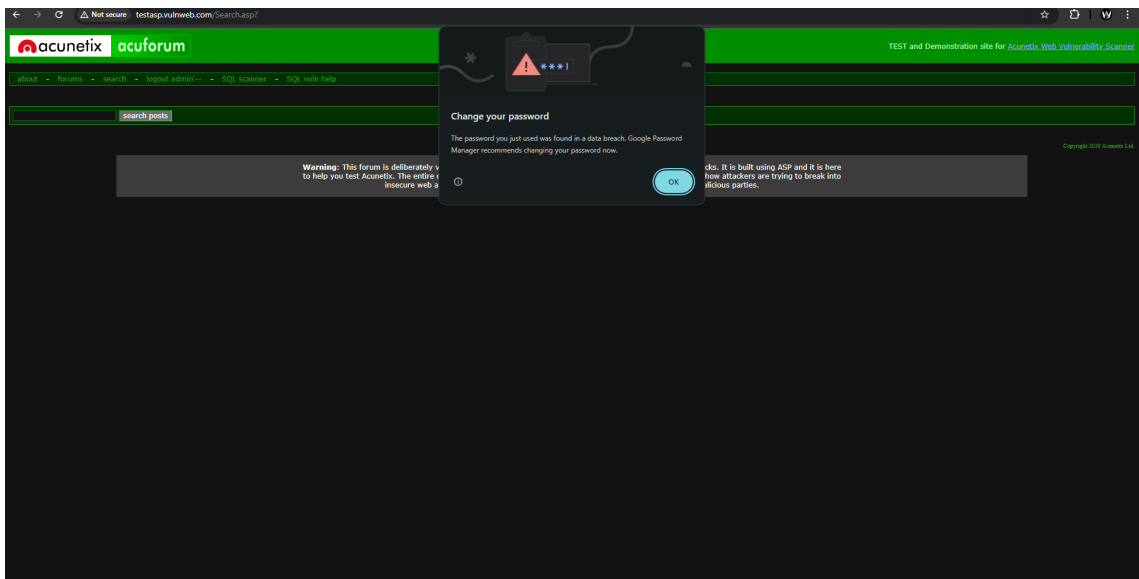 Not secure testasp.vulnweb.com/Search.asp?
acunetix acuforum
TEST and Demonstration site for Acunetix Web Vulnerability Scanner
about - forums - search - logout admin'-- - SQL scanner - SQL vuln help
search posts
***
Change your password
The password you just used was found in a data breach. Google Password
Manager recommends changing your password now.
OK
Copyright 2019 Acunetix Ltd.
Warning: This forum is deliberately v
cks. It is built using ASP and it is here
to help you test Acunetix. The entire
how attackers are trying to break into
insecure web a
alicious parties.